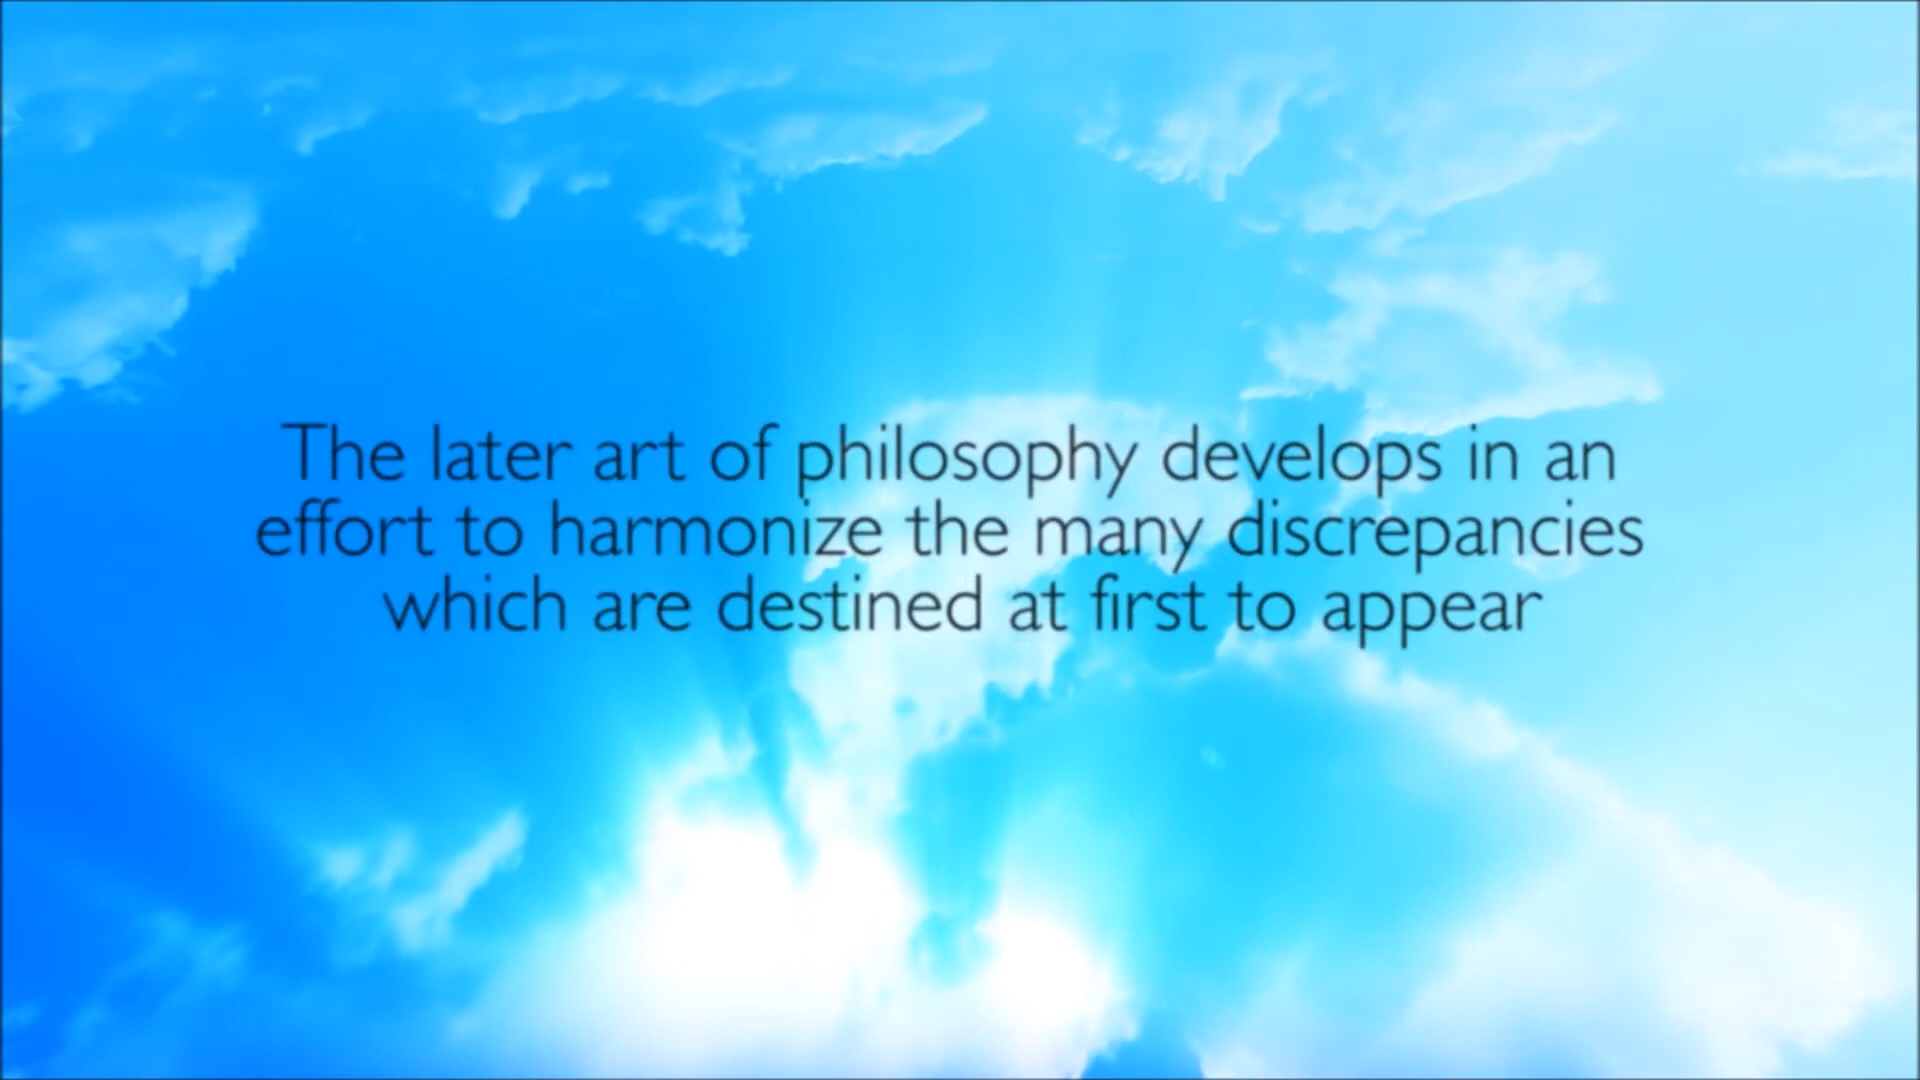 The later art of philosophy develops in an
effort to harmonize the many discrepancies
which are destined at first to appear